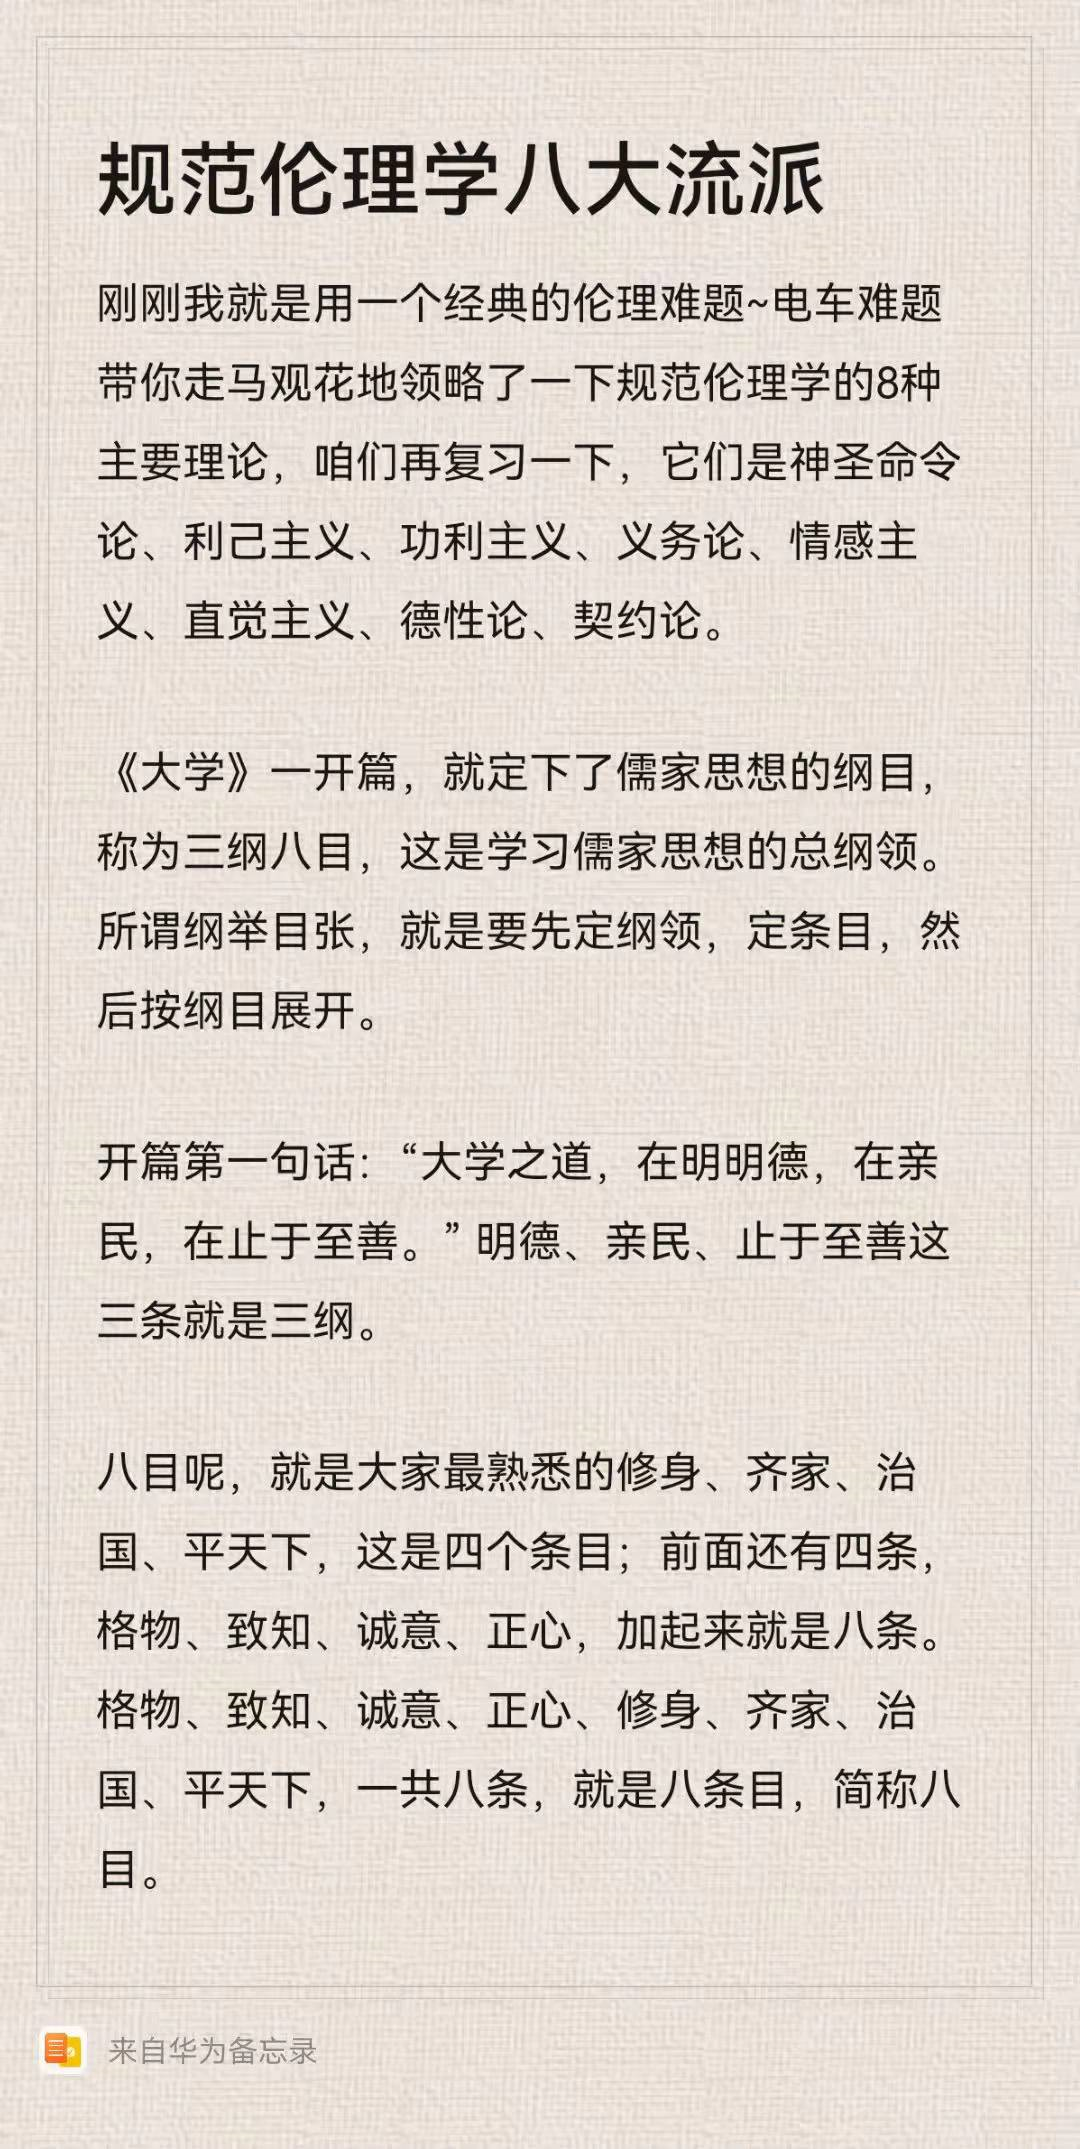 规范伦理学八大流派
刚刚我就是用一个经典的伦理难题~电车难题
带你走马观花地领略了一下规范伦理学的8种
主要理论，咱们再复习一下，它们是神圣命令
论、利己主义、功利主义、义务论、情感主
义、直觉主义、德性论、契约论。
《大学》一开篇，就定下了儒家思想的纲目，
称为三纲八目，这是学习儒家思想的总纲领。
所谓纲举目张，就是要先定纲领，定条目，然
后按纲目展开。
开篇第一句话：“大学之道，在明明德，在亲
民，在止于至善。” 明德、亲民、止于至善这
三条就是三纲。
八目呢，就是大家最熟悉的修身、齐家、治
国、平天下，这是四个条目；前面还有四条，
格物、致知、诚意、正心，加起来就是八条。
格物、致知、诚意、正心、修身、齐家、治
国、平天下，一共八条，就是八条目，简称八
目。
来自华为备忘录